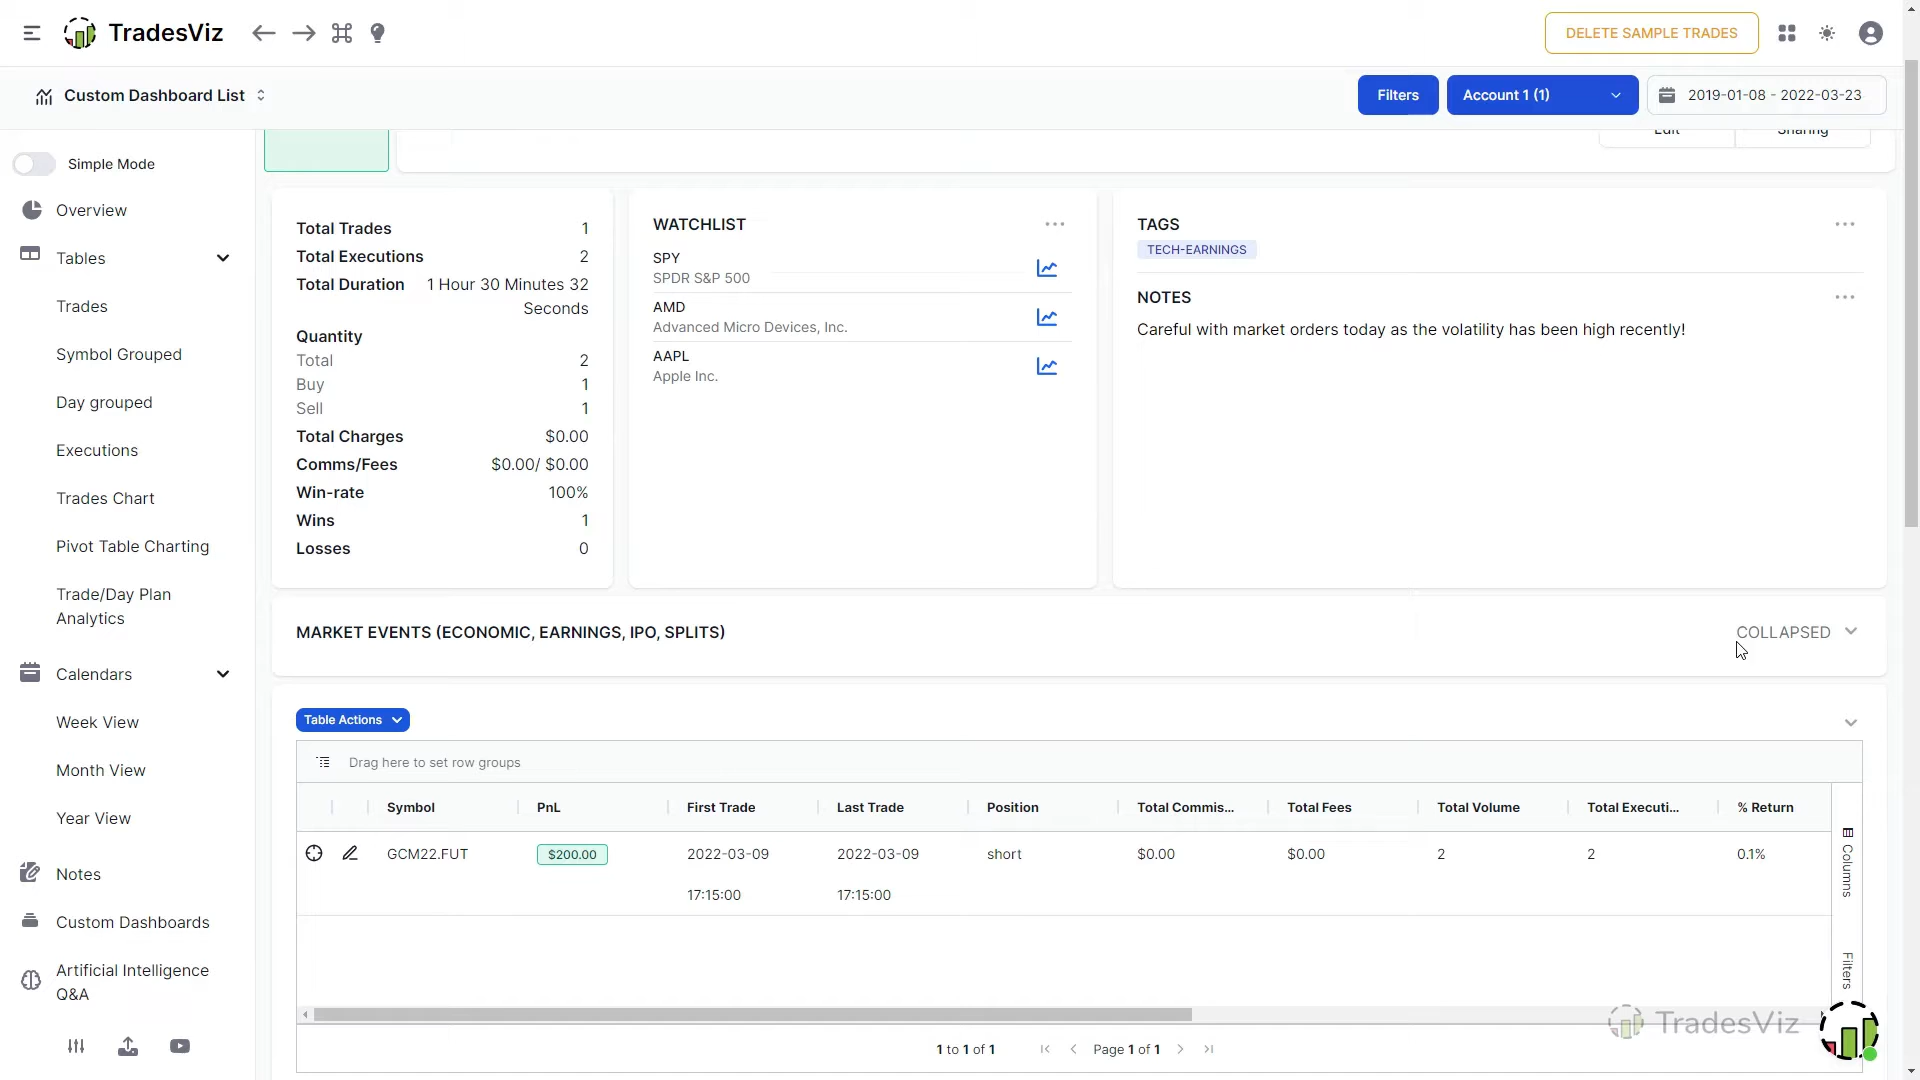 TradesViz
DELETE SAMPLE TRADES
Custom Dashboard List
Filters
Account 1 (1)
2019-01-08 - 2022-03-23
Edit
Sharing
Simple Mode
Overview
Tables
Trades
Symbol Grouped
Day grouped
Executions
Trades Chart
Pivot Table Charting
Trade/Day Plan
Analytics
Calendars
Week View
Month View
Year View
Notes
Custom Dashboards
Artificial Intelligence
Q&A
Total Trades 1
Total Executions 2
Total Duration 1 Hour 30 Minutes 32
Seconds
Quantity
Total 2
Buy 1
Sell 1
Total Charges $0.00
Comms/Fees $0.00/ $0.00
Win-rate 100%
Wins 1
Losses 0
WATCHLIST
SPY
SPDR S&P 500
AMD
Advanced Micro Devices, Inc.
AAPL
Apple Inc.
TAGS
TECH-EARNINGS
NOTES
Careful with market orders today as the volatility has been high recently!
MARKET EVENTS (ECONOMIC, EARNINGS, IPO, SPLITS)
COLLAPSED
Table Actions
Drag here to set row groups
Symbol PnL First Trade Last Trade Position Total Commis... Total Fees Total Volume Total Executi... % Return
GCM22.FUT $200.00 2022-03-09 2022-03-09 short $0.00 $0.00 2 2 0.1%
17:15:00 17:15:00
Columns
Filters
1 to 1 of 1 Page 1 of 1
TradesViz